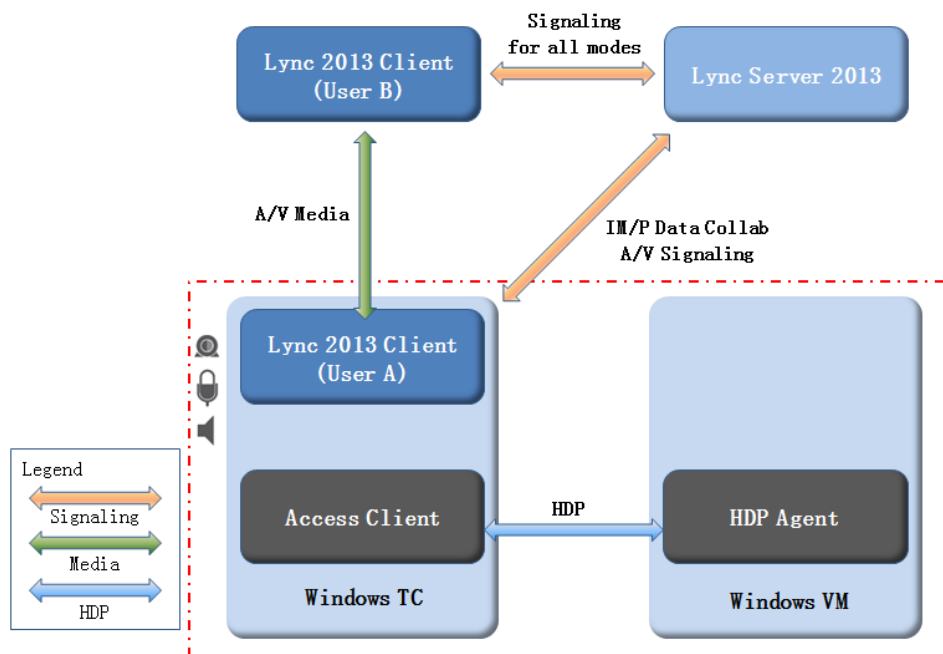 Signaling
for all modes
Lync 2013 Client
(User B)
Lync Server 2013
A/V Media
IM/P Data Collab
A/V Signaling
Lync 2013 Client
(User A)
Legend
Signaling
Media
HDP
Access Client
HDP
HDP Agent
Windows TC
Windows VM